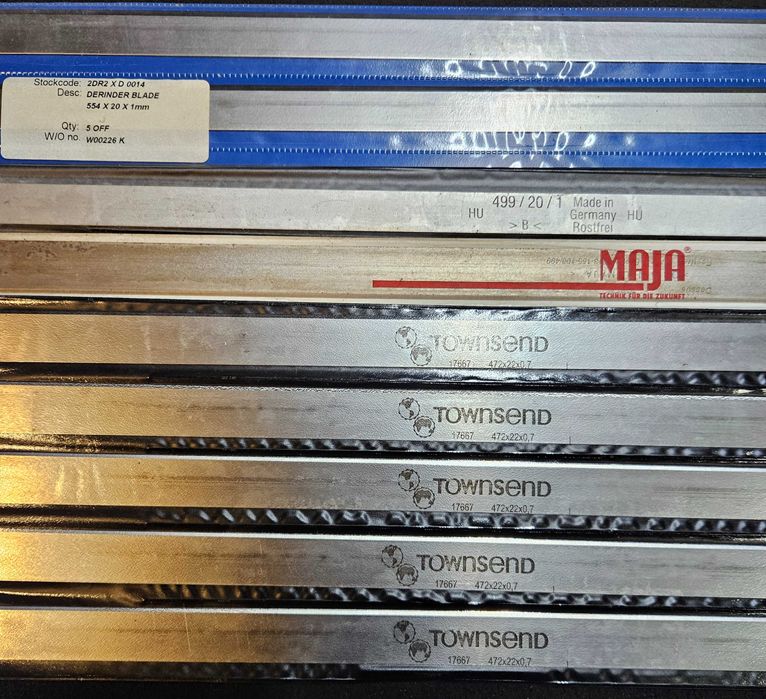 Stockcode: 2DR2 X D 0014
Desc: DERINDER BLADE
554 X 20 X 1mm
Qty: 5 OFF
W/O no. W00226 K
HU 499 / 20 / 1 Made in
Germany HU
> B < Rostfrei
MAJA®
TECHNIK FÜR DIE ZUKUNFT
TOWNSEND
17667 472x22x0,7
TOWNSEND
17667 472x22x0,7
TOWNSEND
17667 472x22x0,7
TOWNSEND
17667 472x22x0,7
TOWNSEND
17667 472x22x0,7